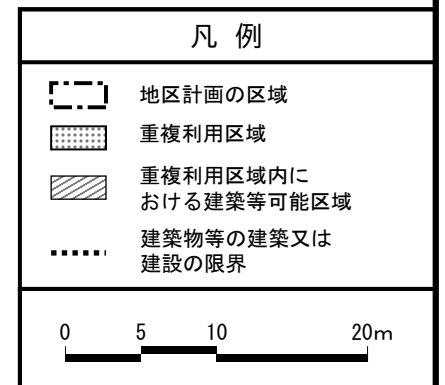 凡 例
地区計画の区域
重複利用区域
重複利用区域内に
おける建築等可能区域
建築物等の建築又は
建設の限界
0 5 10 20m